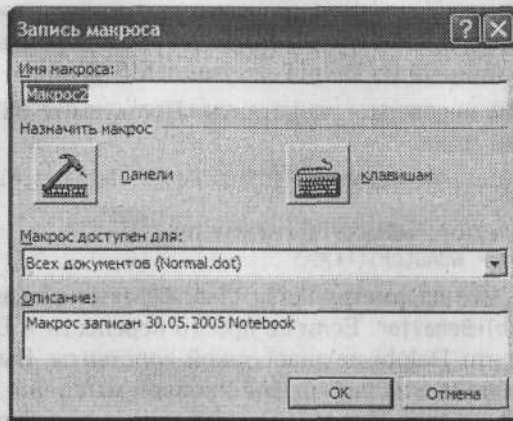 Запись макроса
Имя макроса:
Макрос2
Назначить макрос
панели
клавишам
Макрос доступен для:
Всех документов (Normal.dot)
Описание:
Макрос записан 30.05.2005 Notebook
ОК
Отмена